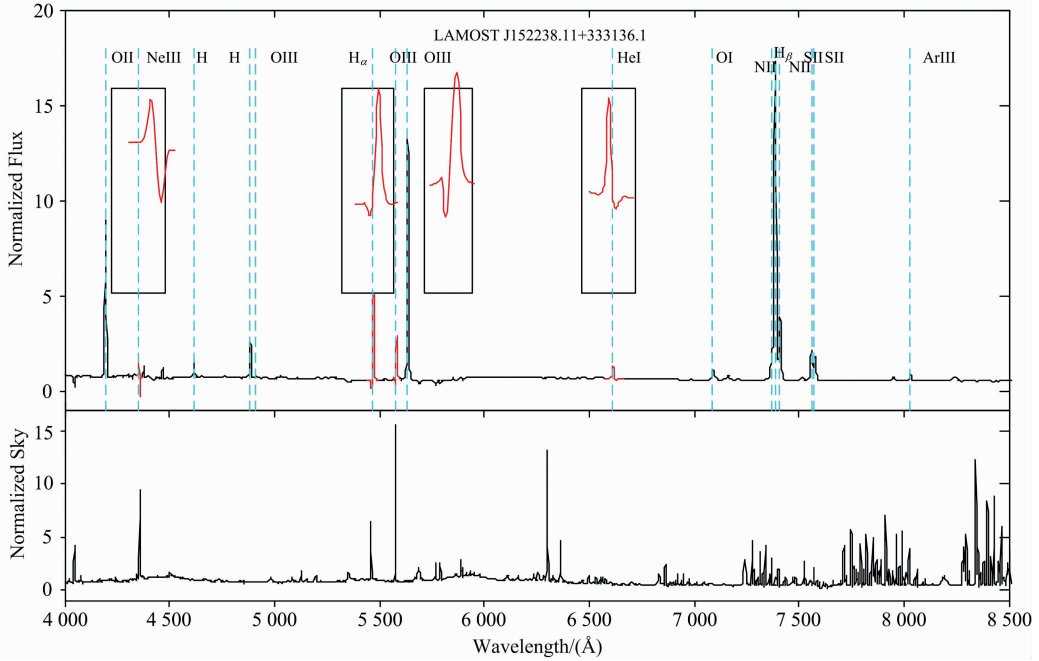 LAMOST J152238.11+333136.1
OII NeIII H H OIII Hα OIII OIII HeI OI NII Hβ NII SII SII ArIII
Normalized Flux
20
15
10
5
0
Normalized Sky
15
10
5
0
4 000 4 500 5 000 5 500 6 000 6 500 7 000 7 500 8 000 8 500
Wavelength/(Å)